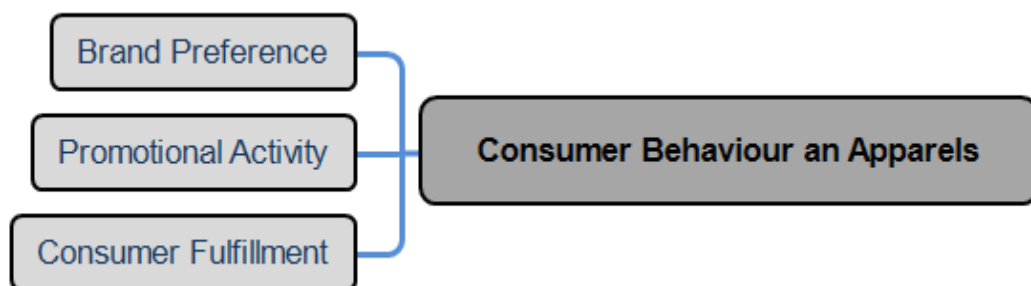 Brand Preference
Promotional Activity
Consumer Behaviour an Apparels
Consumer Fulfillment